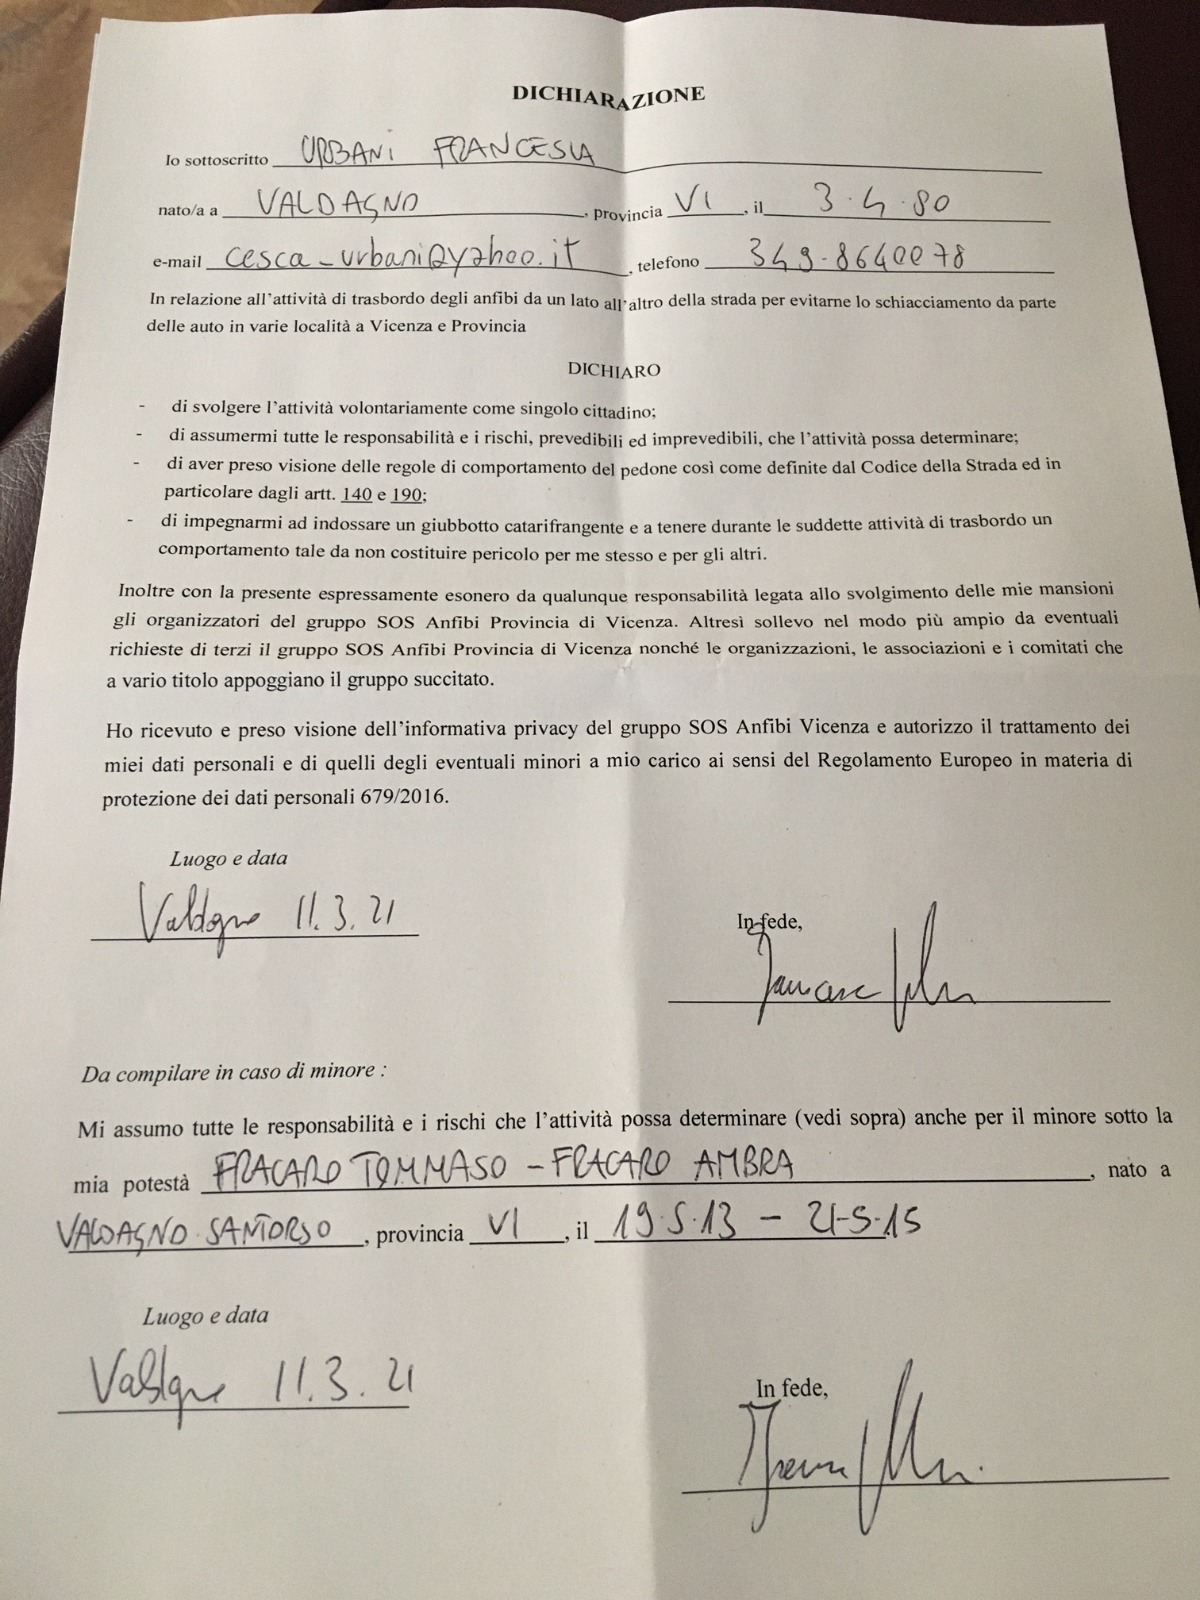 DICHIARAZIONE
Io sottoscritto URBANI FRANCESCA
nato/a a VALDAGNO, provincia VI, il 3.4.80
e-mail cesca_urbani@yahoo.it, telefono 349-8640078
In relazione all'attività di trasbordo degli anfibi da un lato all'altro della strada per evitarne lo schiacciamento da parte
delle auto in varie località a Vicenza e Provincia
DICHIARO
- di svolgere l'attività volontariamente come singolo cittadino;
- di assumermi tutte le responsabilità e i rischi, prevedibili ed imprevedibili, che l'attività possa determinare;
- di aver preso visione delle regole di comportamento del pedone così come definite dal Codice della Strada ed in
particolare dagli artt. 140 e 190;
- di impegnarmi ad indossare un giubbotto catarifrangente e a tenere durante le suddette attività di trasbordo un
comportamento tale da non costituire pericolo per me stesso e per gli altri.
Inoltre con la presente espressamente esonero da qualunque responsabilità legata allo svolgimento delle mie mansioni
gli organizzatori del gruppo SOS Anfibi Provincia di Vicenza. Altresì sollevo nel modo più ampio da eventuali
richieste di terzi il gruppo SOS Anfibi Provincia di Vicenza nonché le organizzazioni, le associazioni e i comitati che
a vario titolo appoggiano il gruppo succitato.
Ho ricevuto e preso visione dell'informativa privacy del gruppo SOS Anfibi Vicenza e autorizzo il trattamento dei
miei dati personali e di quelli degli eventuali minori a mio carico ai sensi del Regolamento Europeo in materia di
protezione dei dati personali 679/2016.
Luogo e data
Valdagno 11.3.21
In fede,
Da compilare in caso di minore :
Mi assumo tutte le responsabilità e i rischi che l'attività possa determinare (vedi sopra) anche per il minore sotto la
mia potestà FRACARO TOMMASO - FRACARO AMBRA, nato a
VALDAGNO SANTORSO, provincia VI, il 19.5.13 - 21-5.15
Luogo e data
Valdagno 11.3.21
In fede,